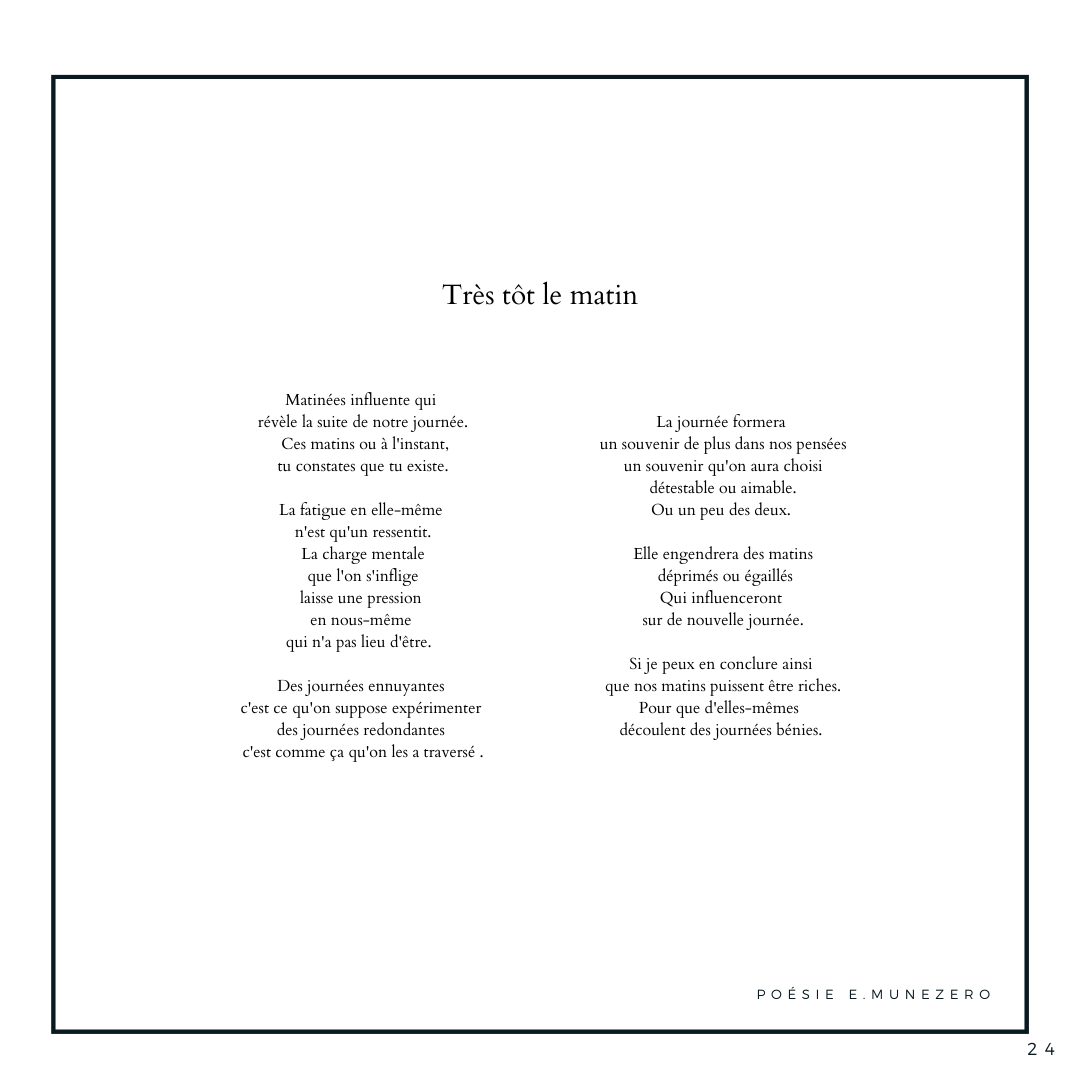 Très tôt le matin
Matinées influente qui
révèle la suite de notre journée.
Ces matins ou à l'instant,
tu constates que tu existe.
La fatigue en elle-même
n'est qu'un ressentit.
La charge mentale
que l'on s'inflige
laisse une pression
en nous-même
qui n'a pas lieu d'être.
Des journées ennuyantes
c'est ce qu'on suppose expérimenter
des journées redondantes
c'est comme ça qu'on les a traversé .
La journée formera
un souvenir de plus dans nos pensées
un souvenir qu'on aura choisi
détestable ou aimable.
Ou un peu des deux.
Elle engendrera des matins
déprimés ou égaillés
Qui influenceront
sur de nouvelle journée.
Si je peux en conclure ainsi
que nos matins puissent être riches.
Pour que d'elles-mêmes
découlent des journées bénies.
POÉSIE E.MUNEZERO
24